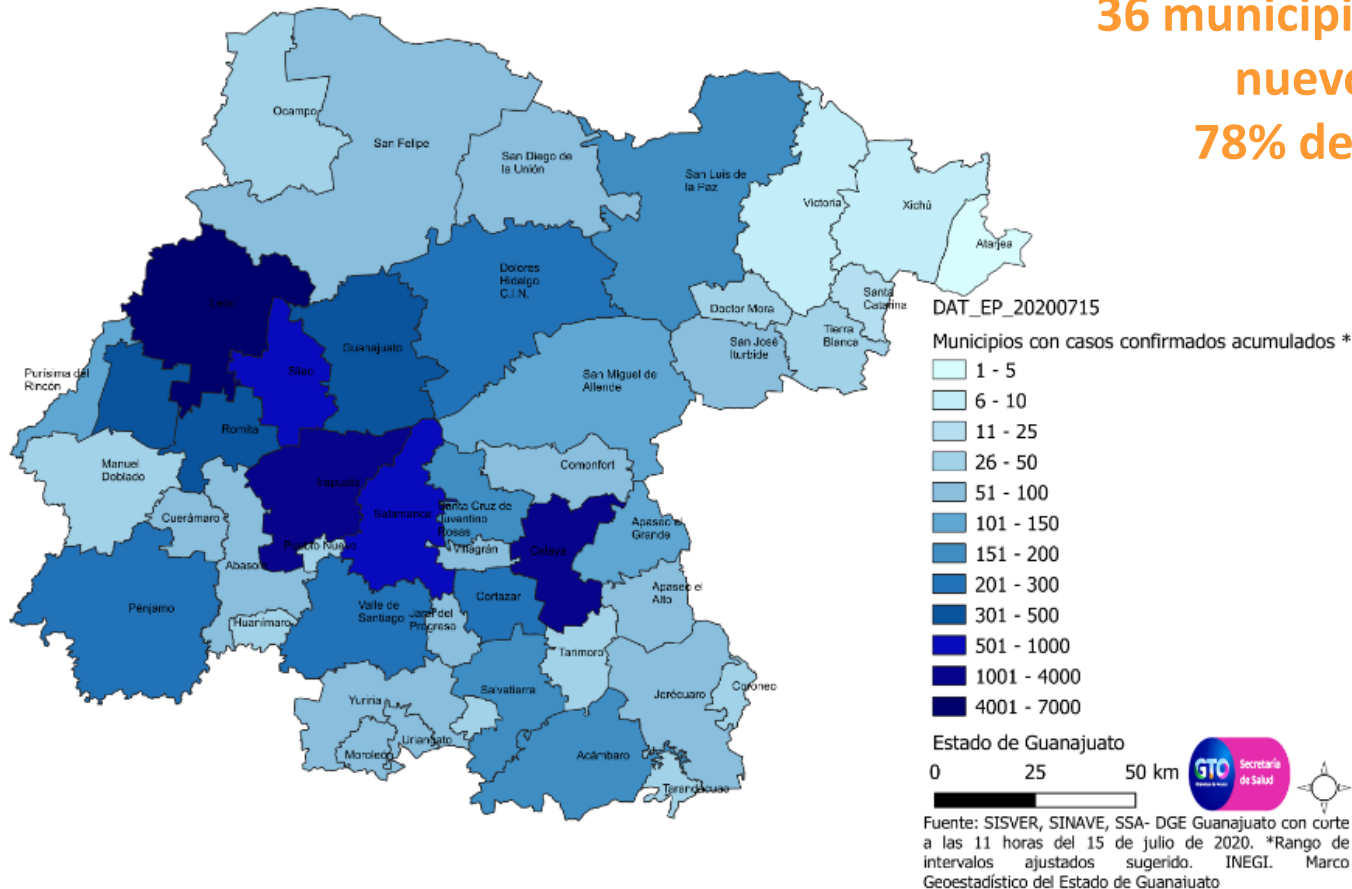 36 municipi
nuevo
78% de
Ocampo
San Felipe
San Diego de
la Unión
San Luis de
la Paz
Victoria
Xichú
Atarjea
León
Dolores
Hidalgo
C.I.N.
Doctor Mora
Santa
Catarina
Tierra
Blanca
San José
Iturbide
Guanajuato
Silao
San Miguel de
Allende
Purísima del
Rincón
Romita
Manuel
Doblado
Comonfort
Irapuato
Salamanca
Santa Cruz de
Juventino
Rosas
Cuerámaro
Apaseo el
Grande
Pueblo Nuevo
Villagrán
Celaya
Abasolo
Apaseo el
Alto
Pénjamo
Valle de
Santiago
Jaral del
Progreso
Cortazar
Huanímaro
Tarimoro
Jerécuaro
Coroneo
Yuriria
Salvatierra
Uriangato
Moroleón
Acámbaro
Tarandacuao
DAT_EP_20200715
Municipios con casos confirmados acumulados *
1 - 5
6 - 10
11 - 25
26 - 50
51 - 100
101 - 150
151 - 200
201 - 300
301 - 500
501 - 1000
1001 - 4000
4001 - 7000
Estado de Guanajuato
0 25 50 km
GTO
Secretaría
de Salud
Fuente: SISVER, SINAVE, SSA- DGE Guanajuato con corte
a las 11 horas del 15 de julio de 2020. *Rango de
intervalos ajustados sugerido. INEGI. Marco
Geoestadístico del Estado de Guanajuato